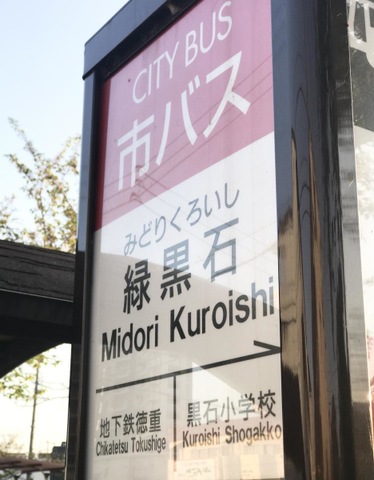 CITY BUS
市バス
みどりくろいし
緑黒石
Midori Kuroishi
地下鉄徳重
Chikatetsu Tokushige
黒石小学校
Kuroishi Shogakko